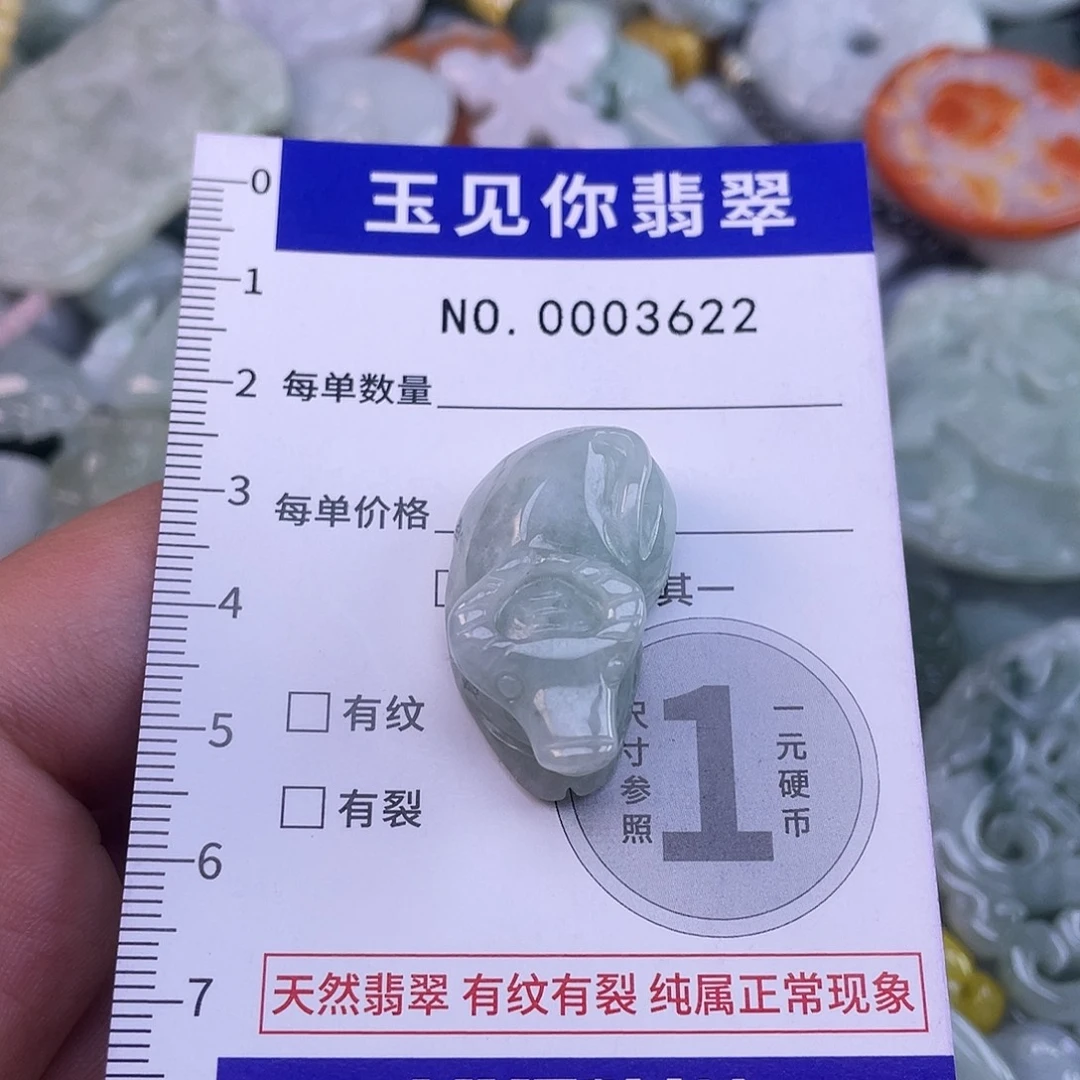 玉见你翡翠
NO. 0003622
每单数量
每单价格
其一
有纹
有裂
尺寸参照
1
一元硬币
天然翡翠 有纹有裂 纯属正常现象
0
1
2
3
4
5
6
7